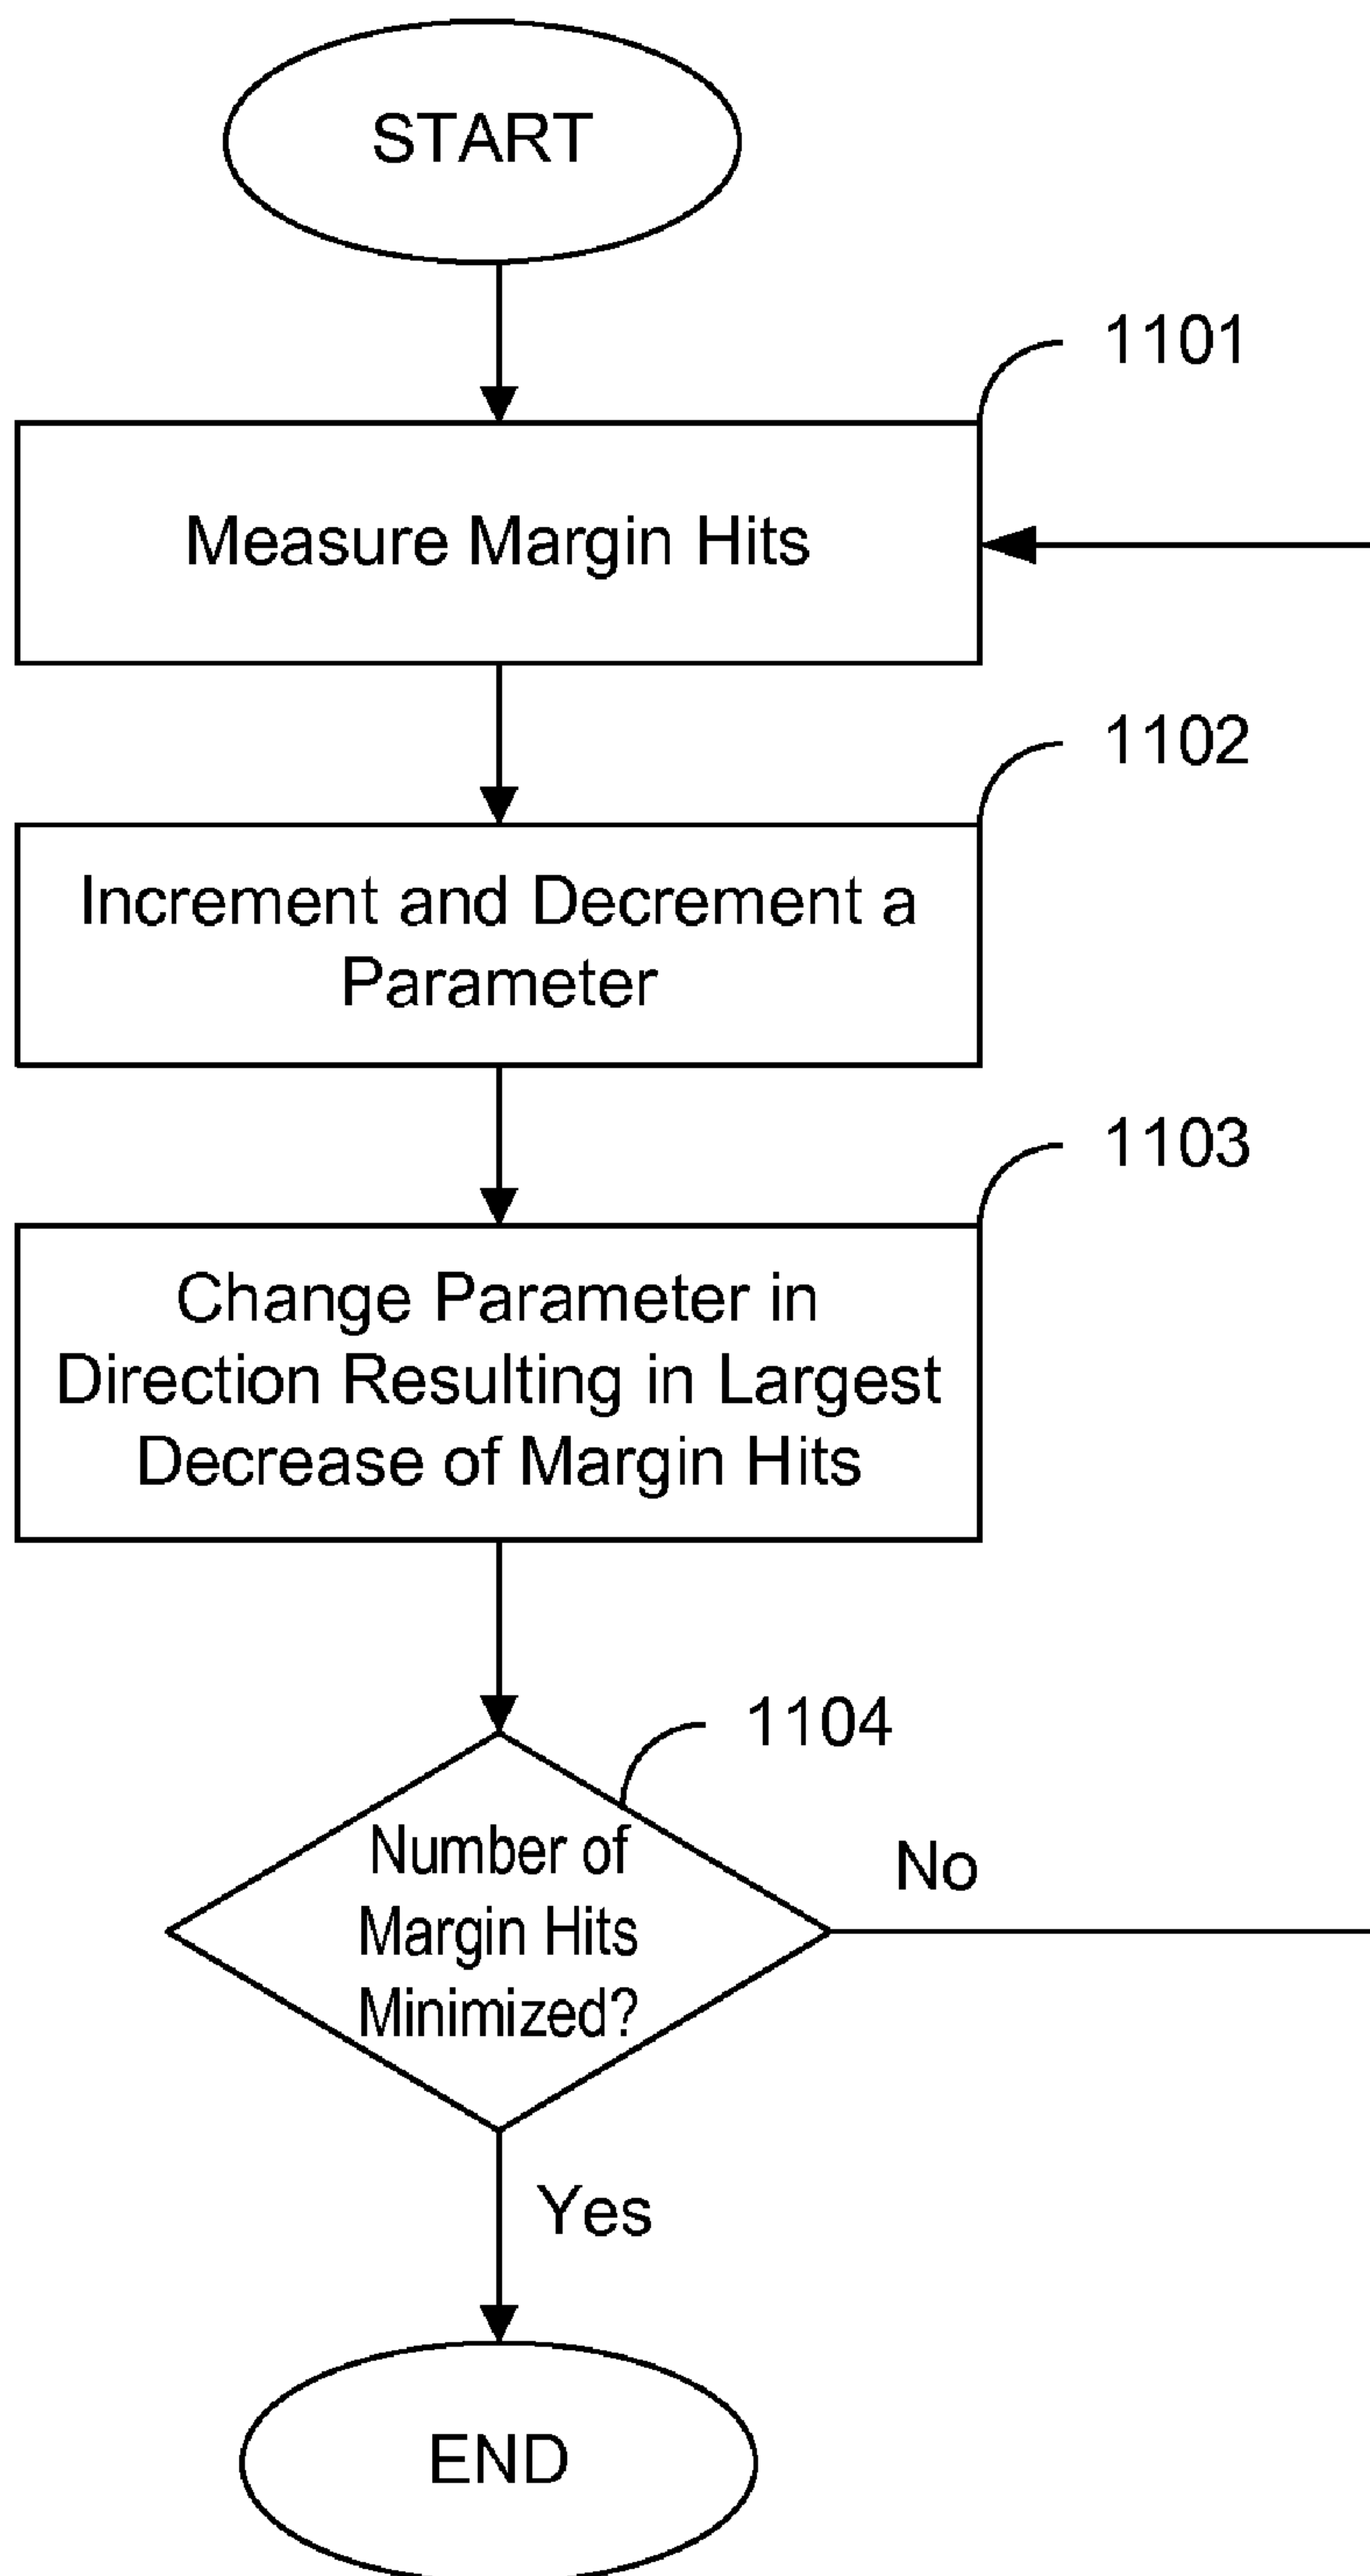 START
1101
Measure Margin Hits
1102
Increment and Decrement a
Parameter
1103
Change Parameter in
Direction Resulting in Largest
Decrease of Margin Hits
1104
Number of
Margin Hits
Minimized?
No
Yes
END